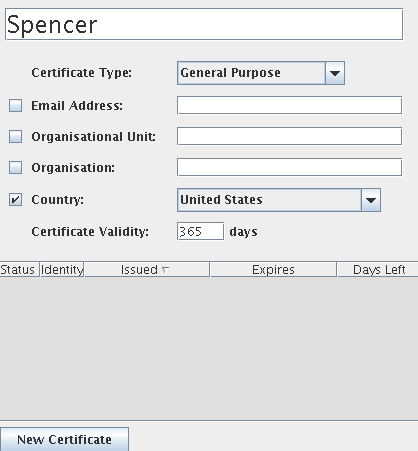 Spencer
Certificate Type: General Purpose
Email Address:
Organisational Unit:
Organisation:
Country: United States
Certificate Validity: 365 days
Status Identity Issued Expires Days Left
New Certificate